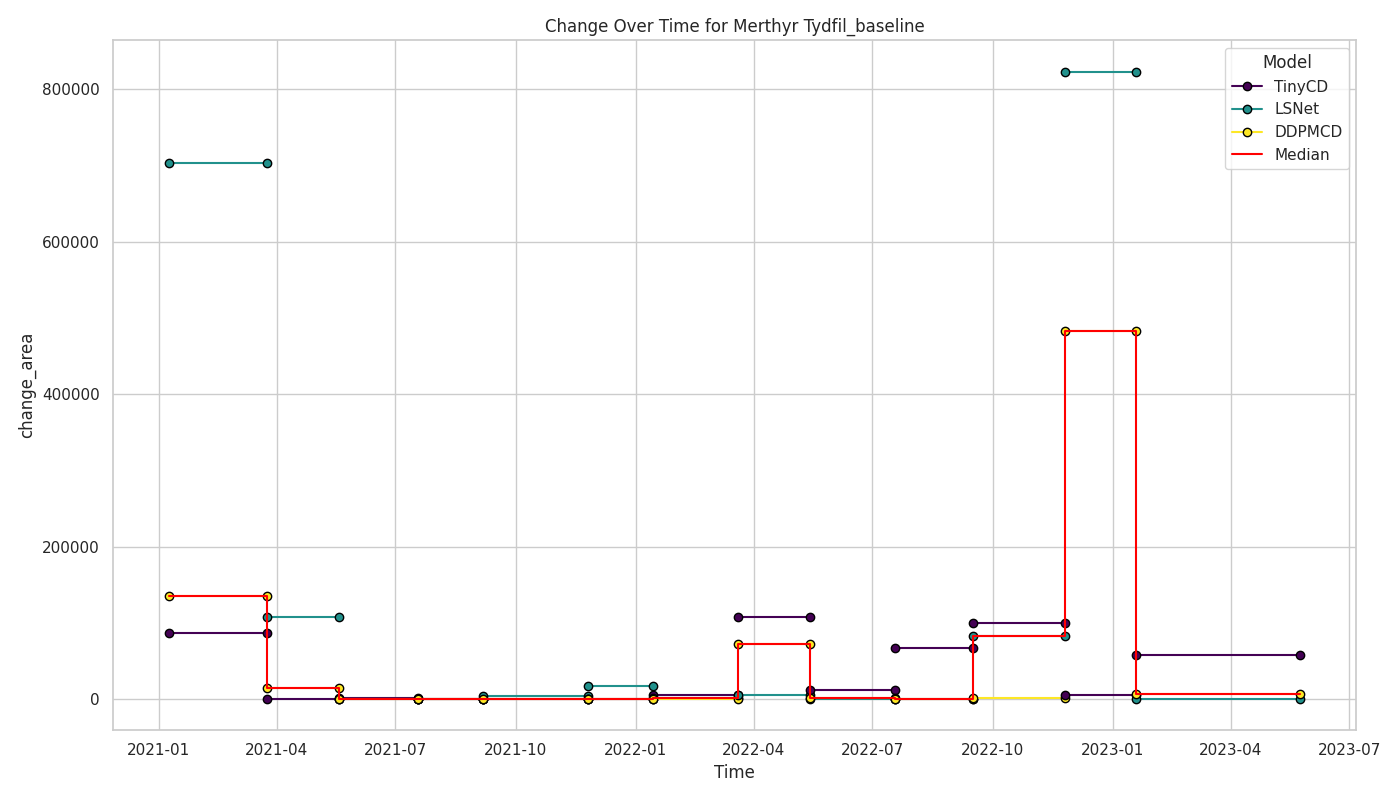 Change Over Time for Merthyr Tydfil_baseline
Model
TinyCD
LSNet
DDPMCD
Median
800000
600000
400000
200000
0
change_area
2021-01
2021-04
2021-07
2021-10
2022-01
2022-04
2022-07
2022-10
2023-01
2023-04
2023-07
Time